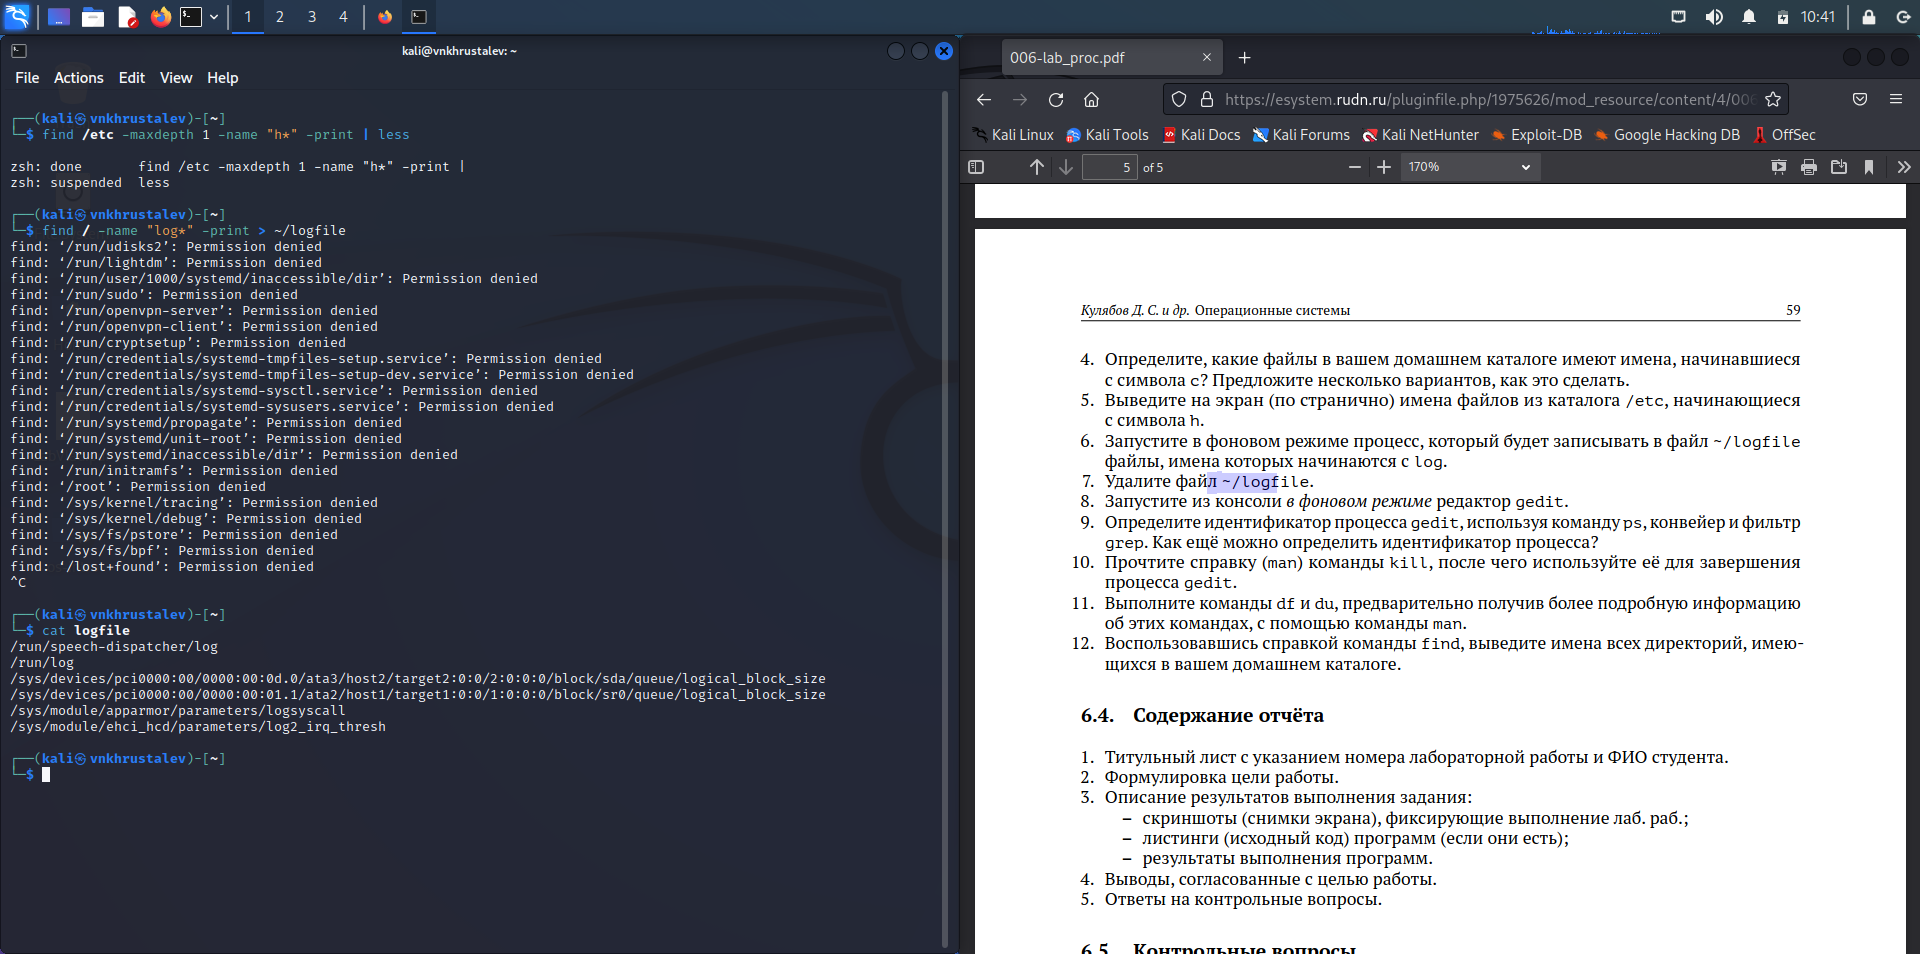 1 2 3 4
10:41
kali@vnkhrustalev: ~
File Actions Edit View Help
┌──(kali㉿vnkhrustalev)-[~]
└─$ find /etc -maxdepth 1 -name "h*" -print | less
zsh: done       find /etc -maxdepth 1 -name "h*" -print |
zsh: suspended  less
┌──(kali㉿vnkhrustalev)-[~]
└─$ find / -name "log*" -print > ~/logfile
find: ‘/run/udisks2’: Permission denied
find: ‘/run/lightdm’: Permission denied
find: ‘/run/user/1000/systemd/inaccessible/dir’: Permission denied
find: ‘/run/sudo’: Permission denied
find: ‘/run/openvpn-server’: Permission denied
find: ‘/run/openvpn-client’: Permission denied
find: ‘/run/cryptsetup’: Permission denied
find: ‘/run/credentials/systemd-tmpfiles-setup.service’: Permission denied
find: ‘/run/credentials/systemd-tmpfiles-setup-dev.service’: Permission denied
find: ‘/run/credentials/systemd-sysctl.service’: Permission denied
find: ‘/run/credentials/systemd-sysusers.service’: Permission denied
find: ‘/run/systemd/propagate’: Permission denied
find: ‘/run/systemd/unit-root’: Permission denied
find: ‘/run/systemd/inaccessible/dir’: Permission denied
find: ‘/run/initramfs’: Permission denied
find: ‘/root’: Permission denied
find: ‘/sys/kernel/tracing’: Permission denied
find: ‘/sys/kernel/debug’: Permission denied
find: ‘/sys/fs/pstore’: Permission denied
find: ‘/sys/fs/bpf’: Permission denied
find: ‘/lost+found’: Permission denied
^C
┌──(kali㉿vnkhrustalev)-[~]
└─$ cat logfile
/run/speech-dispatcher/log
/run/log
/sys/devices/pci0000:00/0000:00:0d.0/ata3/host2/target2:0:0/2:0:0:0/block/sda/queue/logical_block_size
/sys/devices/pci0000:00/0000:00:01.1/ata2/host1/target1:0:0/1:0:0:0/block/sr0/queue/logical_block_size
/sys/module/apparmor/parameters/logsyscall
/sys/module/ehci_hcd/parameters/log2_irq_thresh
┌──(kali㉿vnkhrustalev)-[~]
└─$
006-lab_proc.pdf
https://esystem.rudn.ru/pluginfile.php/1975626/mod_resource/content/4/006
Kali Linux Kali Tools Kali Docs Kali Forums Kali NetHunter Exploit-DB Google Hacking DB OffSec
5 of 5 170%
Кулябов Д. С. и др. Операционные системы 59
4. Определите, какие файлы в вашем домашнем каталоге имеют имена, начинавшиеся
с символа c? Предложите несколько вариантов, как это сделать.
5. Выведите на экран (по странично) имена файлов из каталога /etc, начинающиеся
с символа h.
6. Запустите в фоновом режиме процесс, который будет записывать в файл ~/logfile
файлы, имена которых начинаются с log.
7. Удалите файл ~/logfile.
8. Запустите из консоли в фоновом режиме редактор gedit.
9. Определите идентификатор процесса gedit, используя команду ps, конвейер и фильтр
grep. Как ещё можно определить идентификатор процесса?
10. Прочтите справку (man) команды kill, после чего используйте её для завершения
процесса gedit.
11. Выполните команды df и du, предварительно получив более подробную информацию
об этих командах, с помощью команды man.
12. Воспользовавшись справкой команды find, выведите имена всех директорий, имею-
щихся в вашем домашнем каталоге.
6.4. Содержание отчёта
1. Титульный лист с указанием номера лабораторной работы и ФИО студента.
2. Формулировка цели работы.
3. Описание результатов выполнения задания:
– скриншоты (снимки экрана), фиксирующие выполнение лаб. раб.;
– листинги (исходный код) программ (если они есть);
– результаты выполнения программ.
4. Выводы, согласованные с целью работы.
5. Ответы на контрольные вопросы.
6.5. Контрольные вопросы